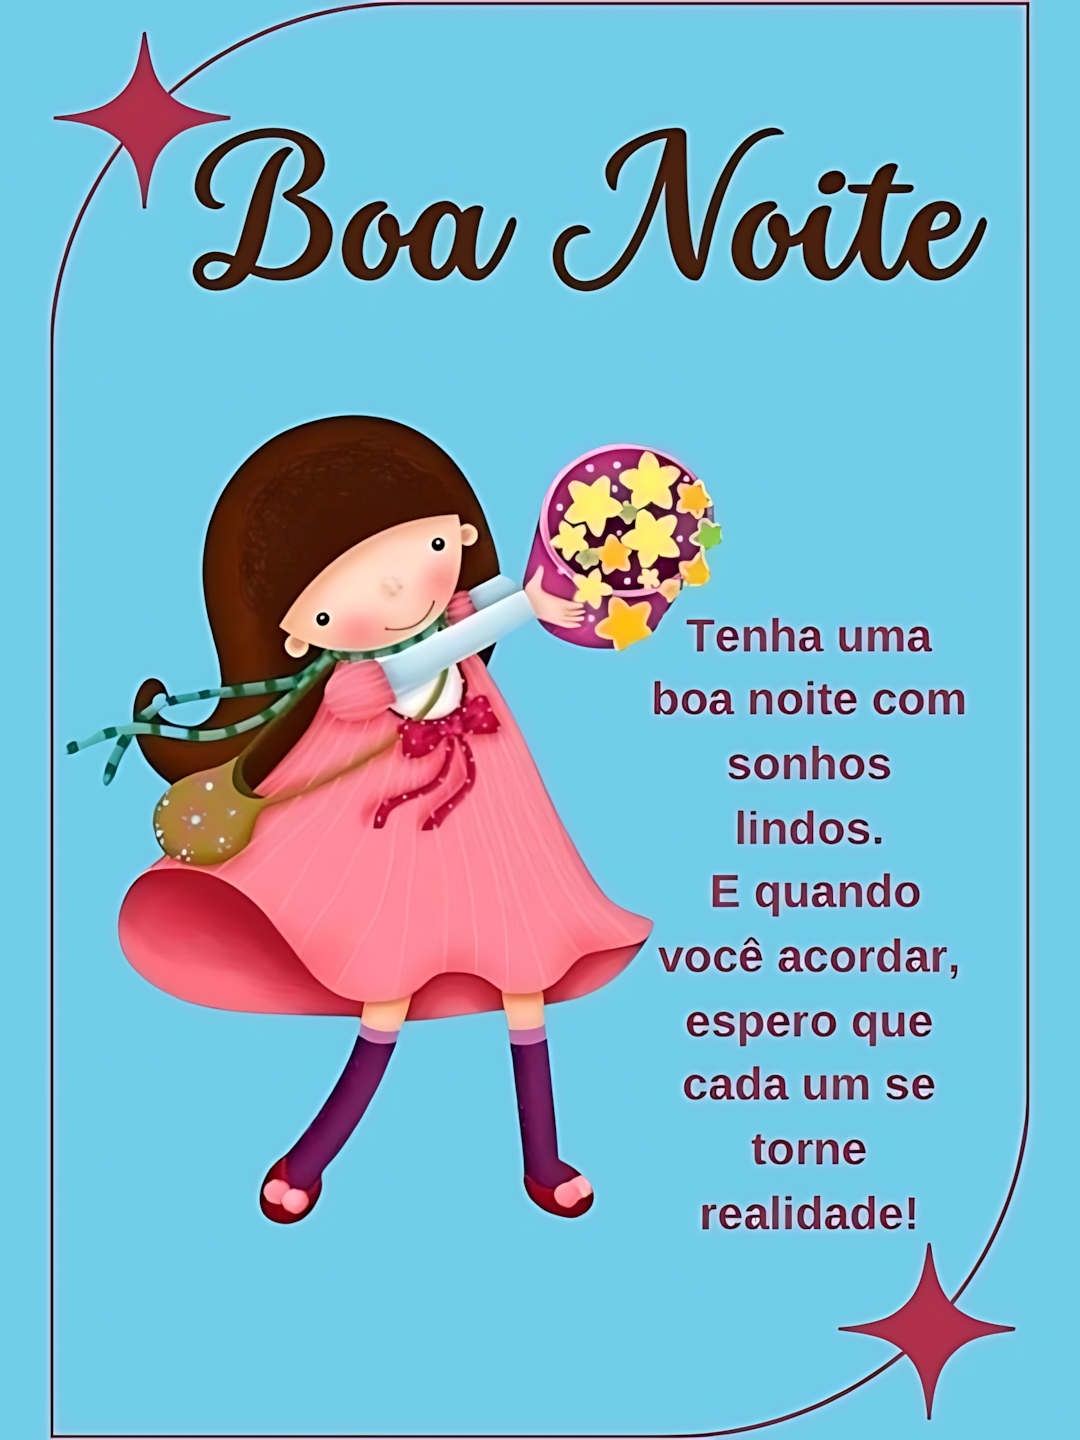 Boa Noite
Tenha uma
boa noite com
sonhos
lindos.
E quando
você acordar,
espero que
cada um se
torne
realidade!